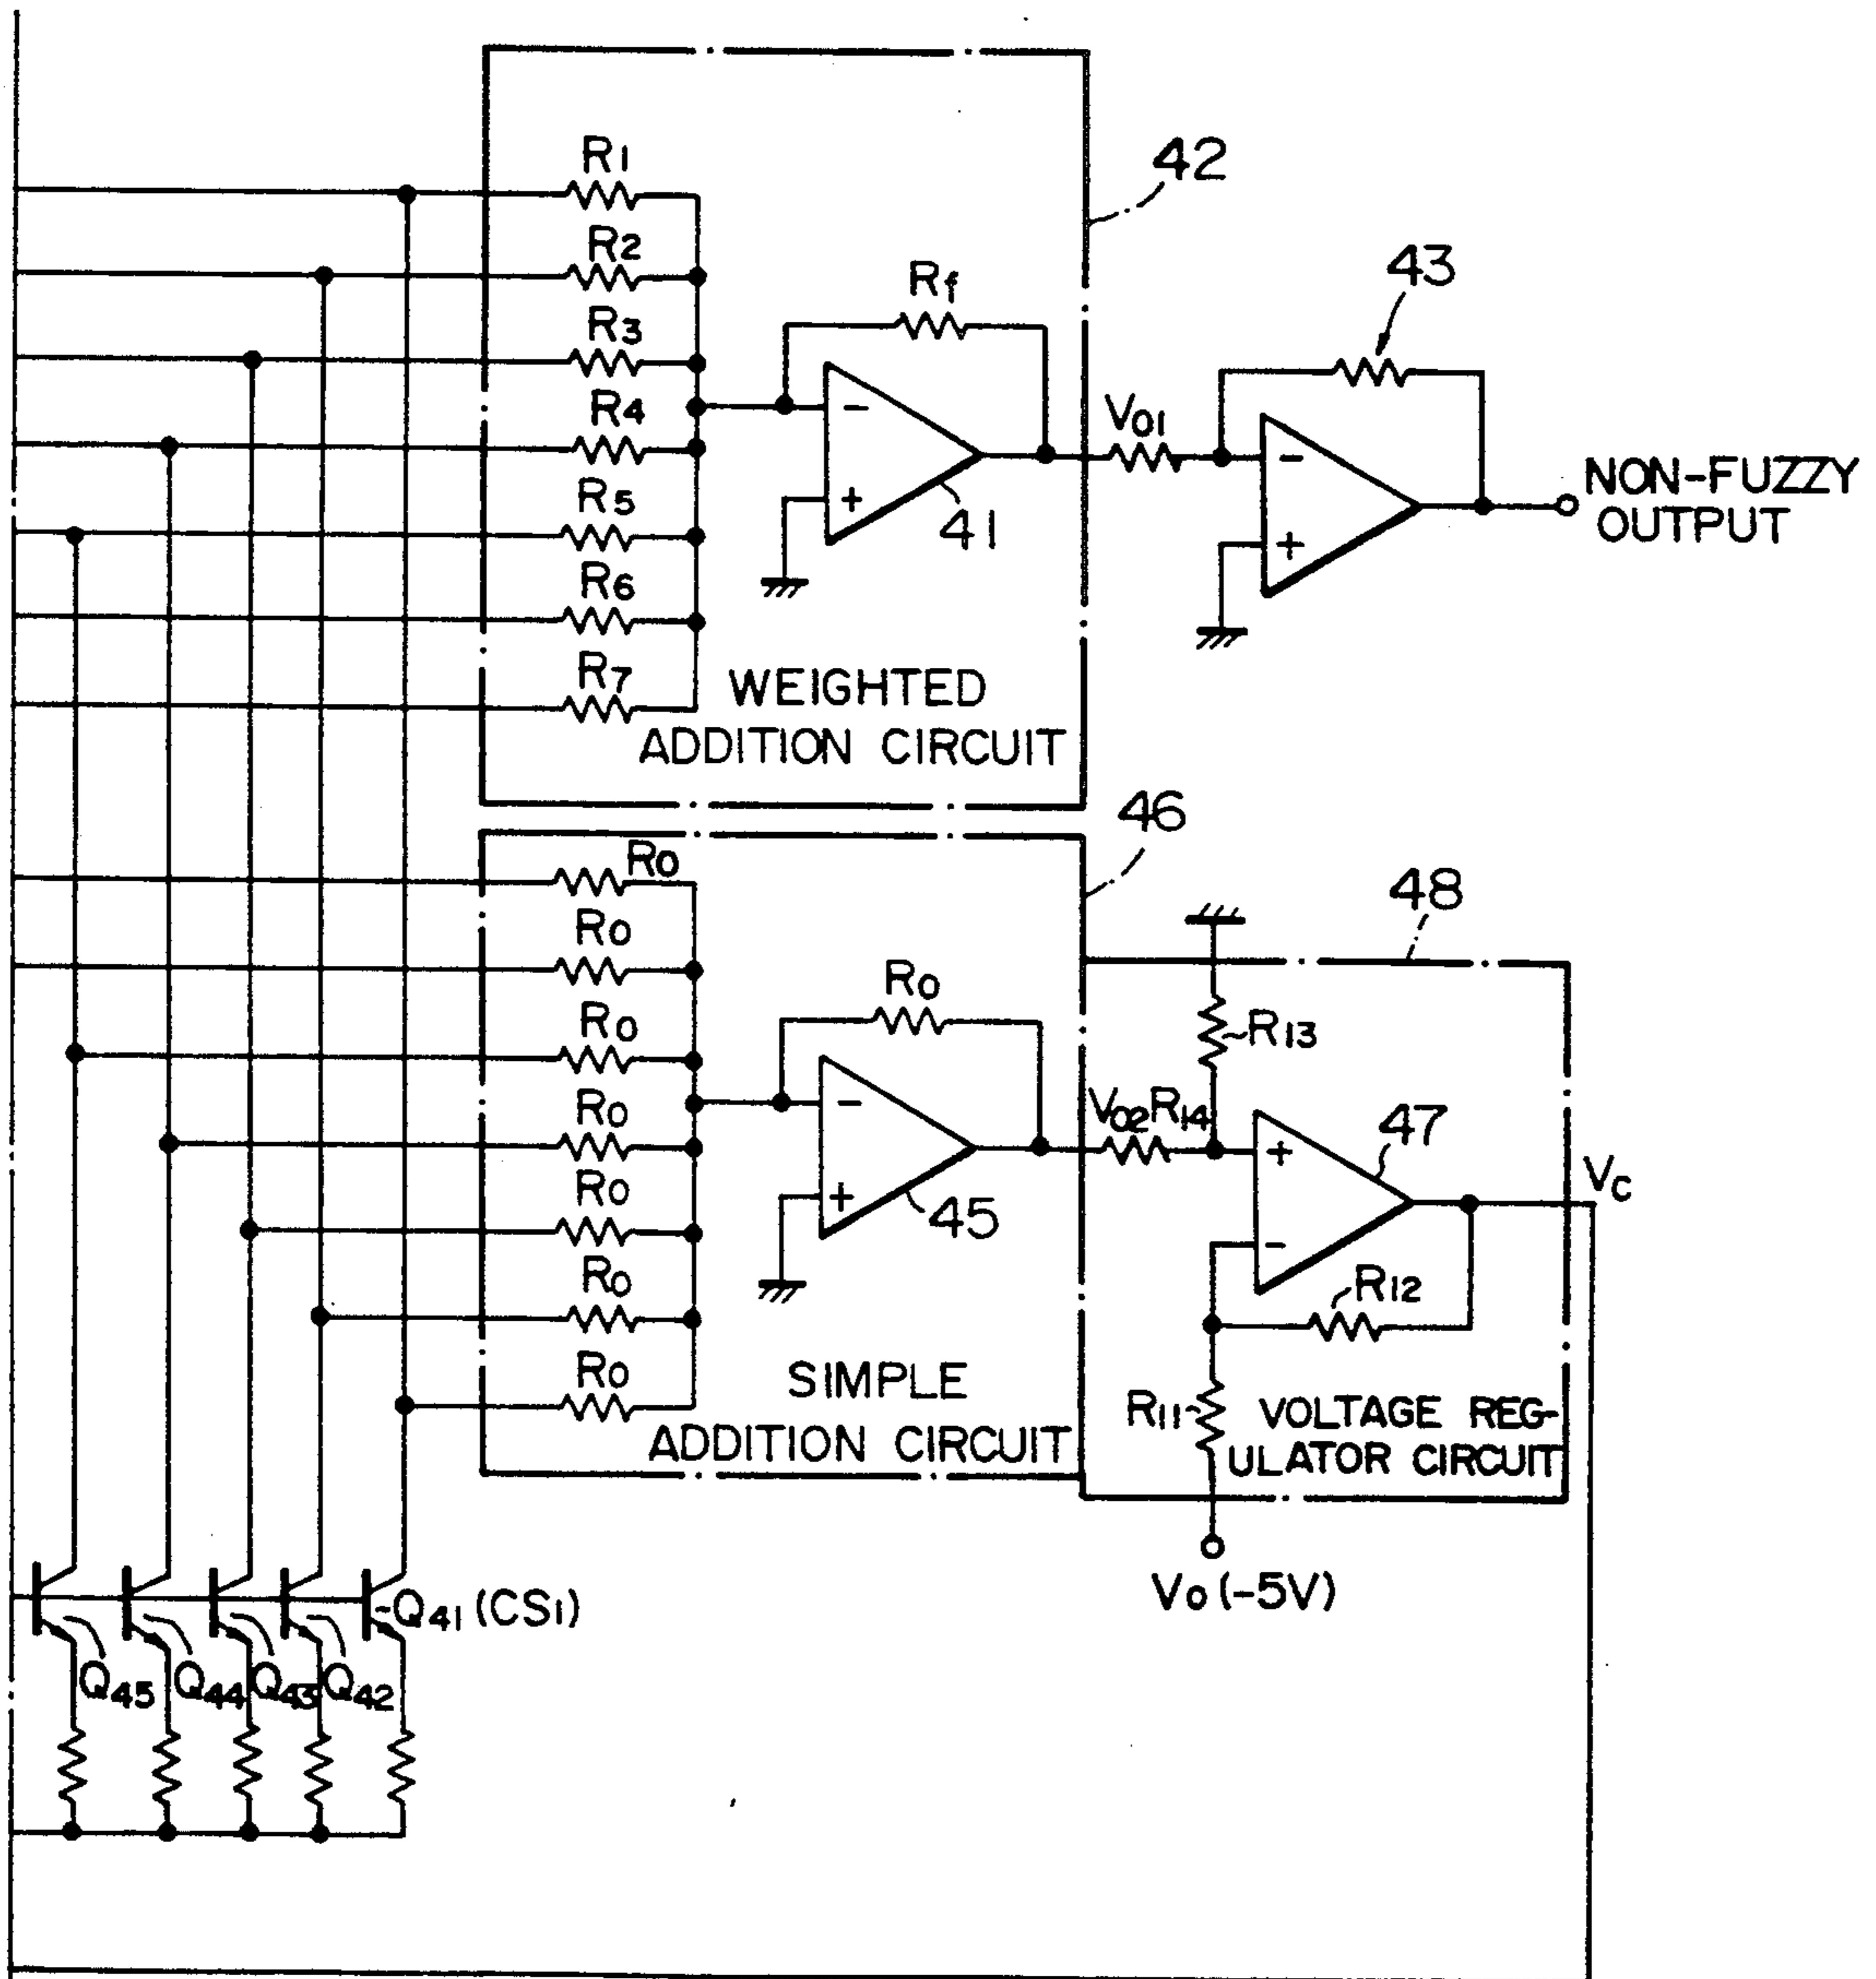 R1
42
R2
43
Rf
R3
R4
V01
-
-
NON-FUZZY
OUTPUT
R5
+
41
+
R6
R7
WEIGHTED
ADDITION CIRCUIT
46
R0
48
R0
R0
R0
R13
V02 R14
R0
-
+
47
Vc
R0
+
45
-
R0
R12
R0
SIMPLE
ADDITION CIRCUIT
R11
VOLTAGE REG-
ULATOR CIRCUIT
V0 (-5V)
Q41 (CS1)
Q45
Q44
Q43
Q42